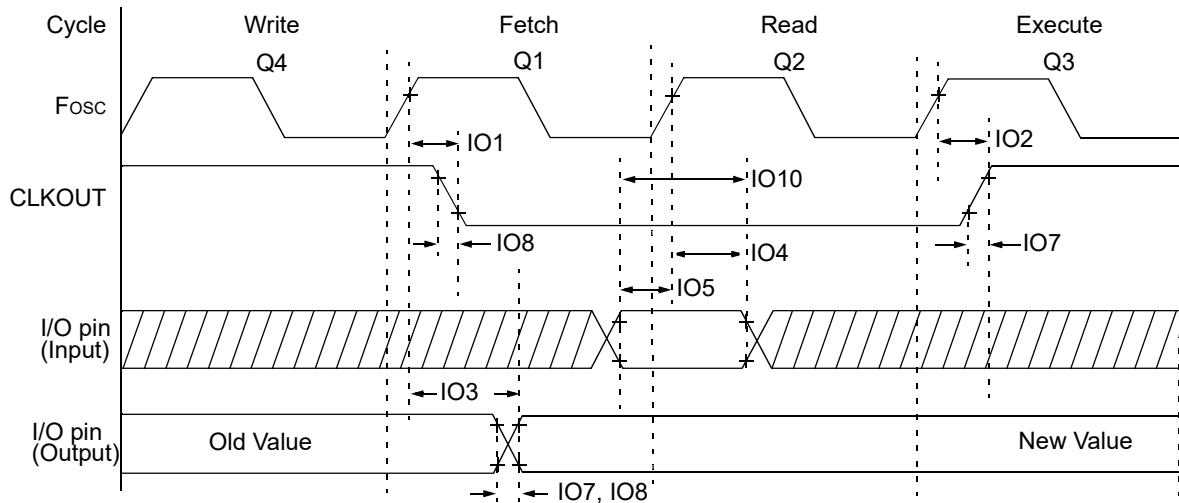 Cycle Write Fetch Read Execute
Q4 Q1 Q2 Q3
FOSC
IO1 IO2
CLKOUT
IO10
IO8 IO4 IO7
IO5
I/O pin
(Input)
IO3
I/O pin
(Output)
Old Value New Value
IO7, IO8